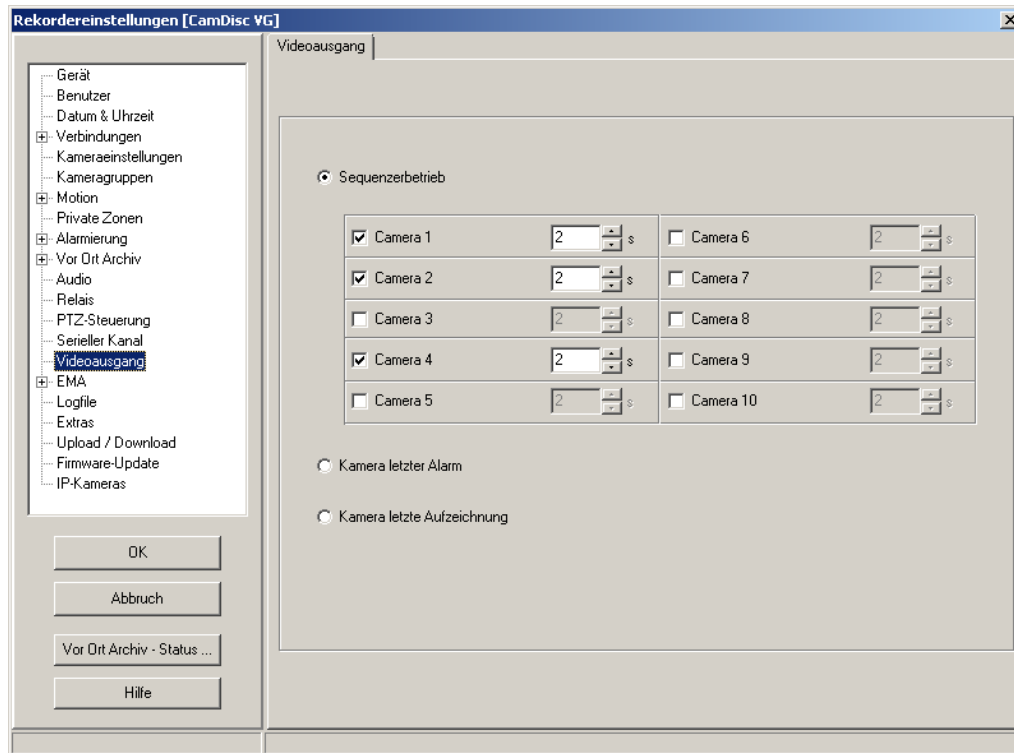 Rekordereinstellungen [CamDisc VG]
Gerät
Benutzer
Datum & Uhrzeit
Verbindungen
Kameraeinstellungen
Kameragruppen
Motion
Private Zonen
Alarmierung
Vor Ort Archiv
Audio
Relais
PTZ-Steuerung
Serieller Kanal
Videoausgang
EMA
Logfile
Extras
Upload / Download
Firmware-Update
IP-Kameras
OK
Abbruch
Vor Ort Archiv - Status ...
Hilfe
Videoausgang
Sequenzerbetrieb
Camera 1 2 s Camera 6 2 s
Camera 2 2 s Camera 7 2 s
Camera 3 2 s Camera 8 2 s
Camera 4 2 s Camera 9 2 s
Camera 5 2 s Camera 10 2 s
Kamera letzter Alarm
Kamera letzte Aufzeichnung